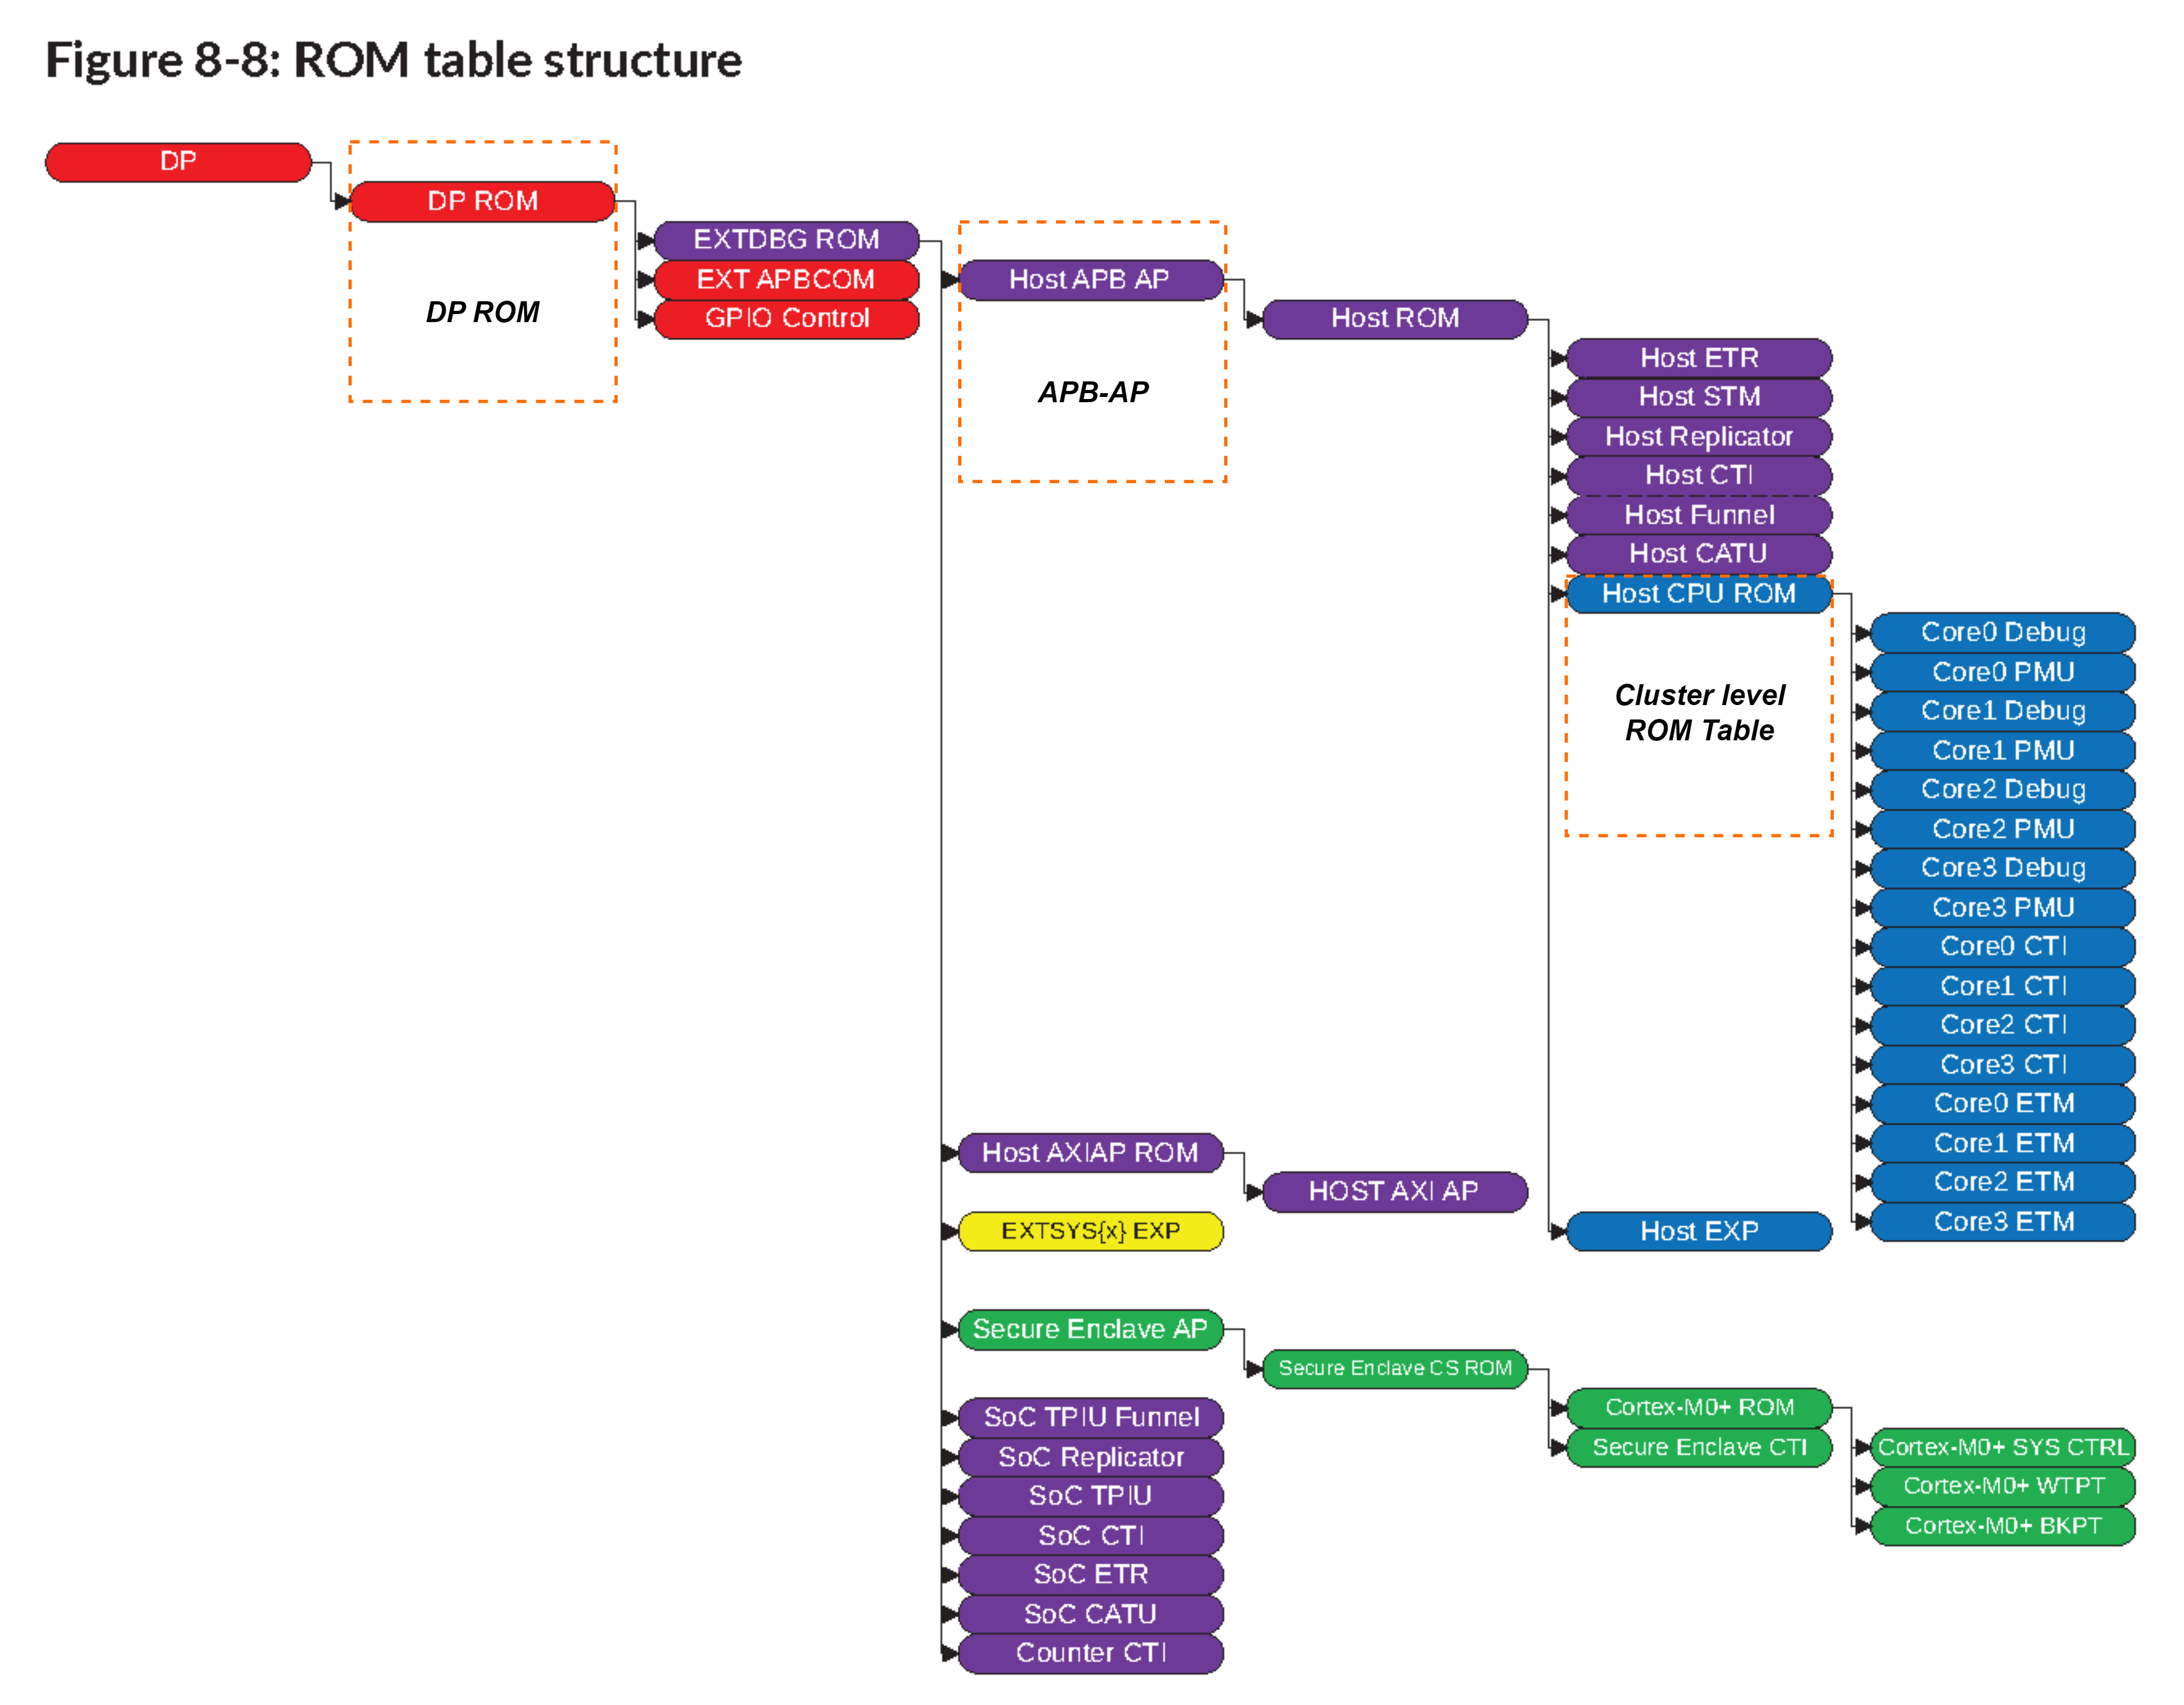 Figure 8-8: ROM table structure
DP
DP ROM
DP ROM
EXTDBG ROM
EXT APBCOM
GPIO Control
Host APB AP
APB-AP
Host ROM
Host ETR
Host STM
Host Replicator
Host CTI
Host Funnel
Host CATU
Host CPU ROM
Cluster level
ROM Table
Core0 Debug
Core0 PMU
Core1 Debug
Core1 PMU
Core2 Debug
Core2 PMU
Core3 Debug
Core3 PMU
Core0 CTI
Core1 CTI
Core2 CTI
Core3 CTI
Core0 ETM
Core1 ETM
Core2 ETM
Core3 ETM
Host EXP
Host AXIAP ROM
HOST AXI AP
EXTSYS{x} EXP
Secure Enclave AP
Secure Enclave CS ROM
Cortex-M0+ ROM
Secure Enclave CTI
Cortex-M0+ SYS CTRL
Cortex-M0+ WTPT
Cortex-M0+ BKPT
SoC TPIU Funnel
SoC Replicator
SoC TPIU
SoC CTI
SoC ETR
SoC CATU
Counter CTI